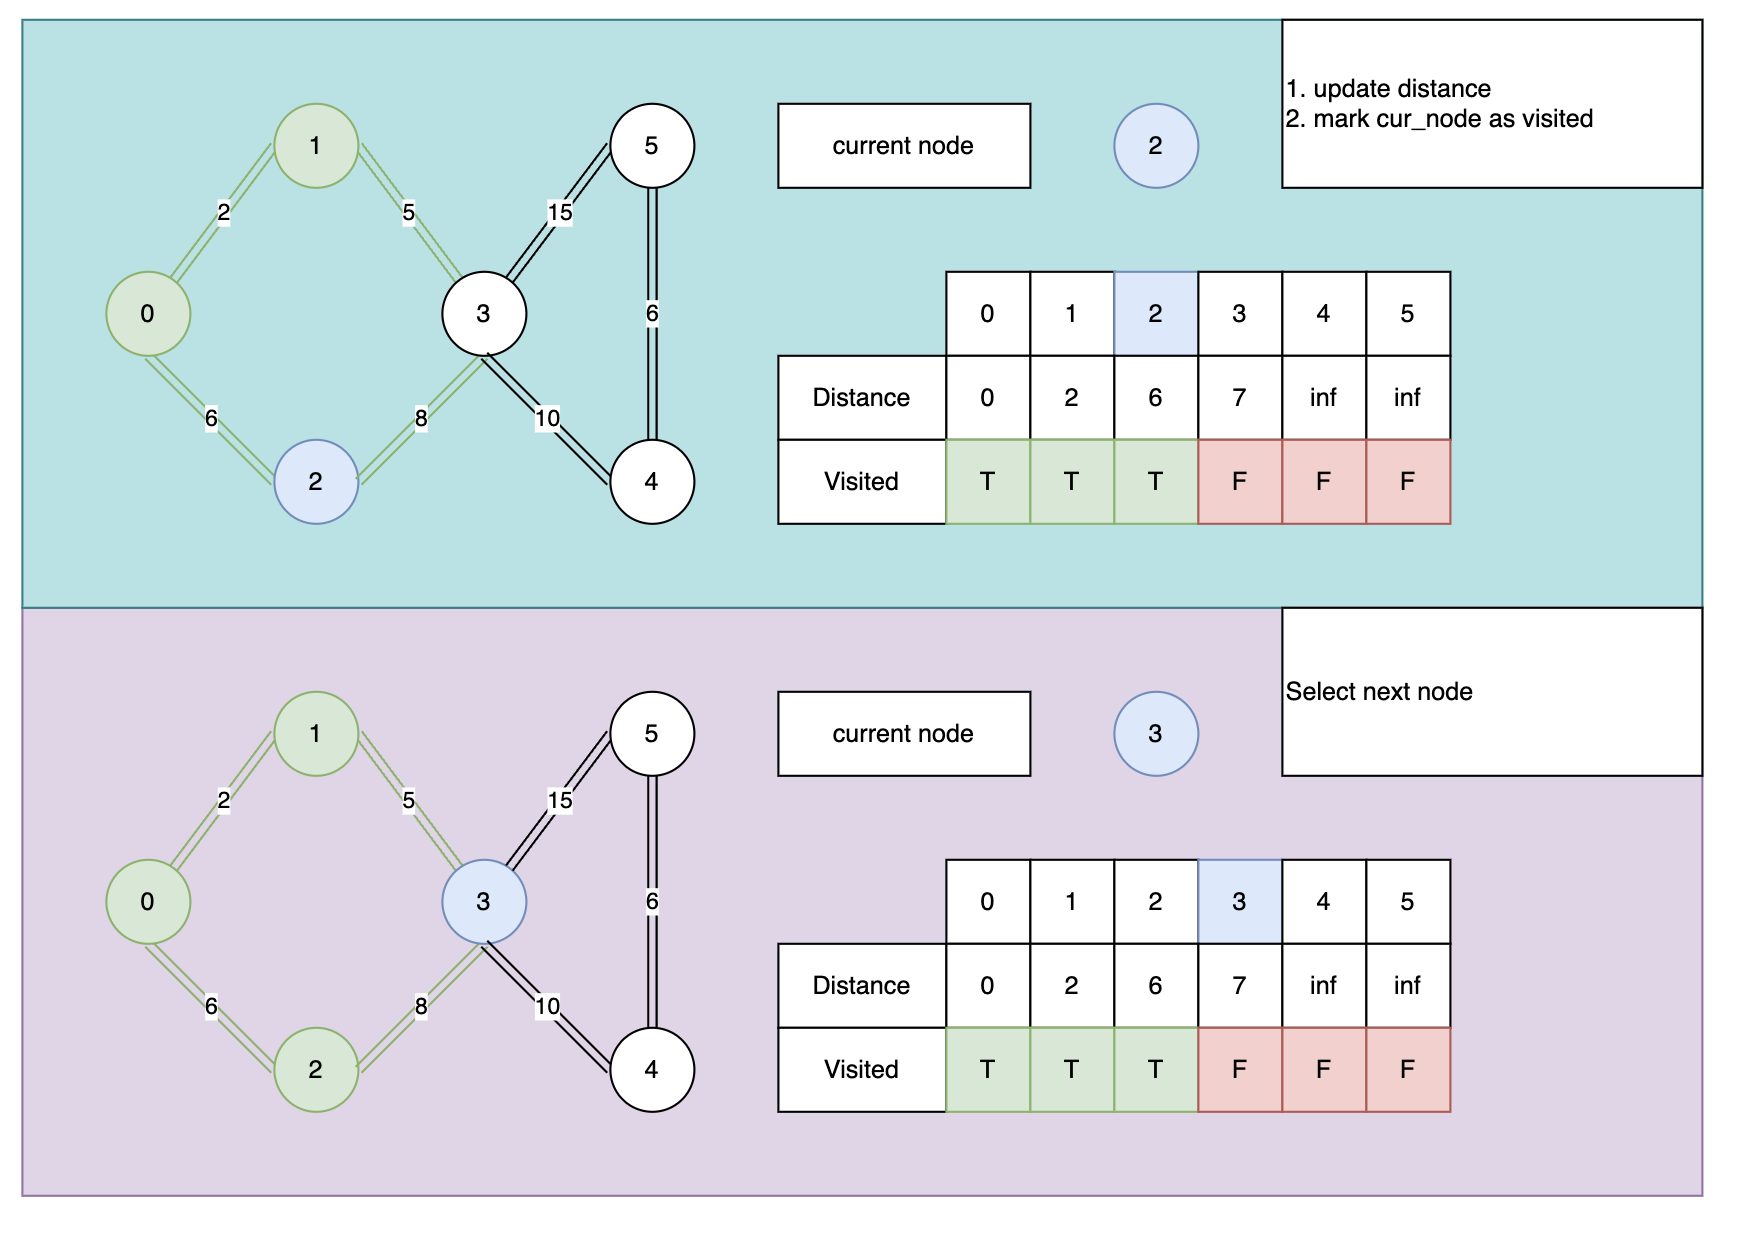 1. update distance
2. mark cur_node as visited
1
5
current node
2
2
5
15
0
3
6
0 1 2 3 4 5
Distance 0 2 6 7 inf inf
6
8
10
2
4
Visited T T T F F F
Select next node
1
5
current node
3
2
5
15
0
3
6
0 1 2 3 4 5
Distance 0 2 6 7 inf inf
6
8
10
2
4
Visited T T T F F F